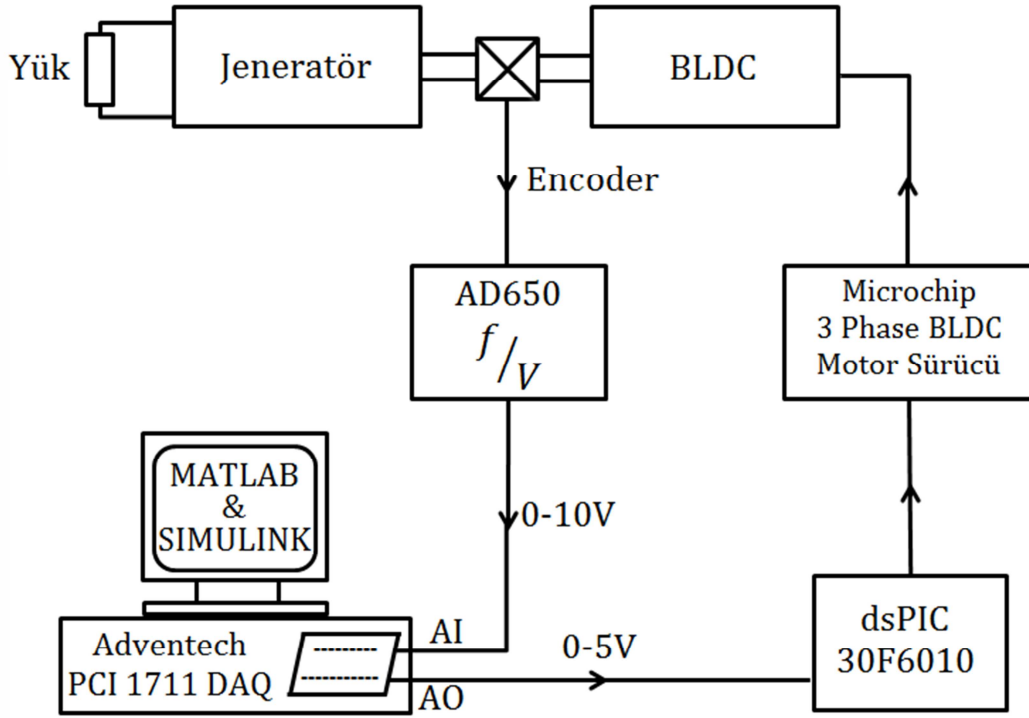 Yük
Jeneratör
BLDC
Encoder
AD650
f/V
Microchip
3 Phase BLDC
Motor Sürücü
MATLAB
&
SIMULINK
0-10V
Adventech
PCI 1711 DAQ
AI
AO
0-5V
dsPIC
30F6010